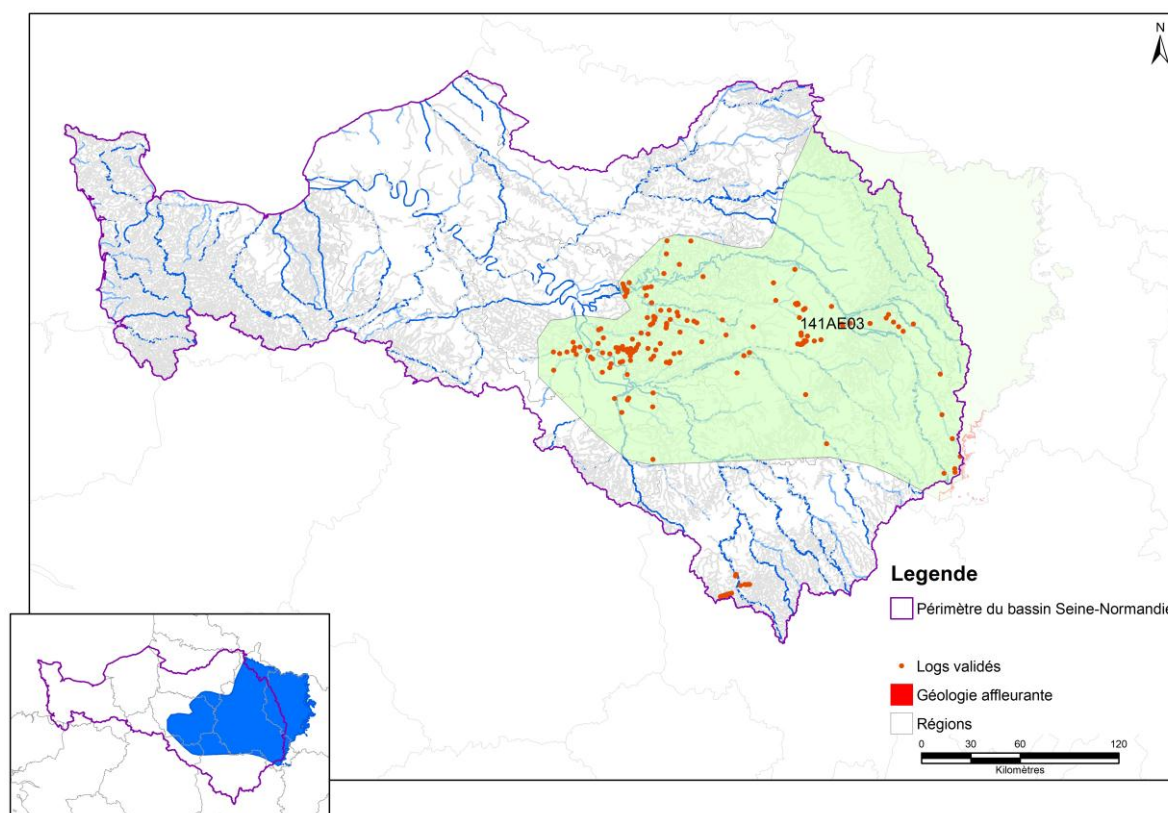 N
141AE03
Legende
Périmètre du bassin Seine-Normandie
Logs validés
Géologie affleurante
Régions
0 30 60 120
Kilomètres